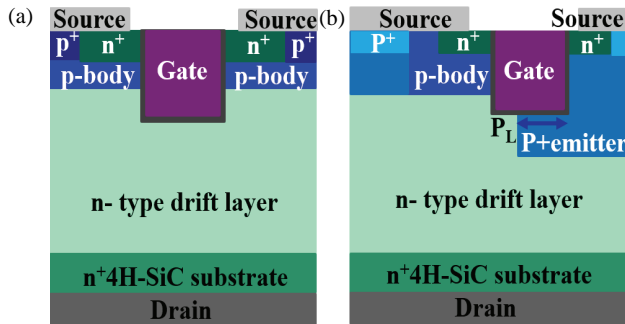 (a)
Source
Source
p+
n+
Gate
n+
p+
p-body
p-body
n- type drift layer
n+4H-SiC substrate
Drain
(b)
Source
Source
P+
n+
Gate
n+
p-body
PL
P+emitter
n- type drift layer
n+4H-SiC substrate
Drain